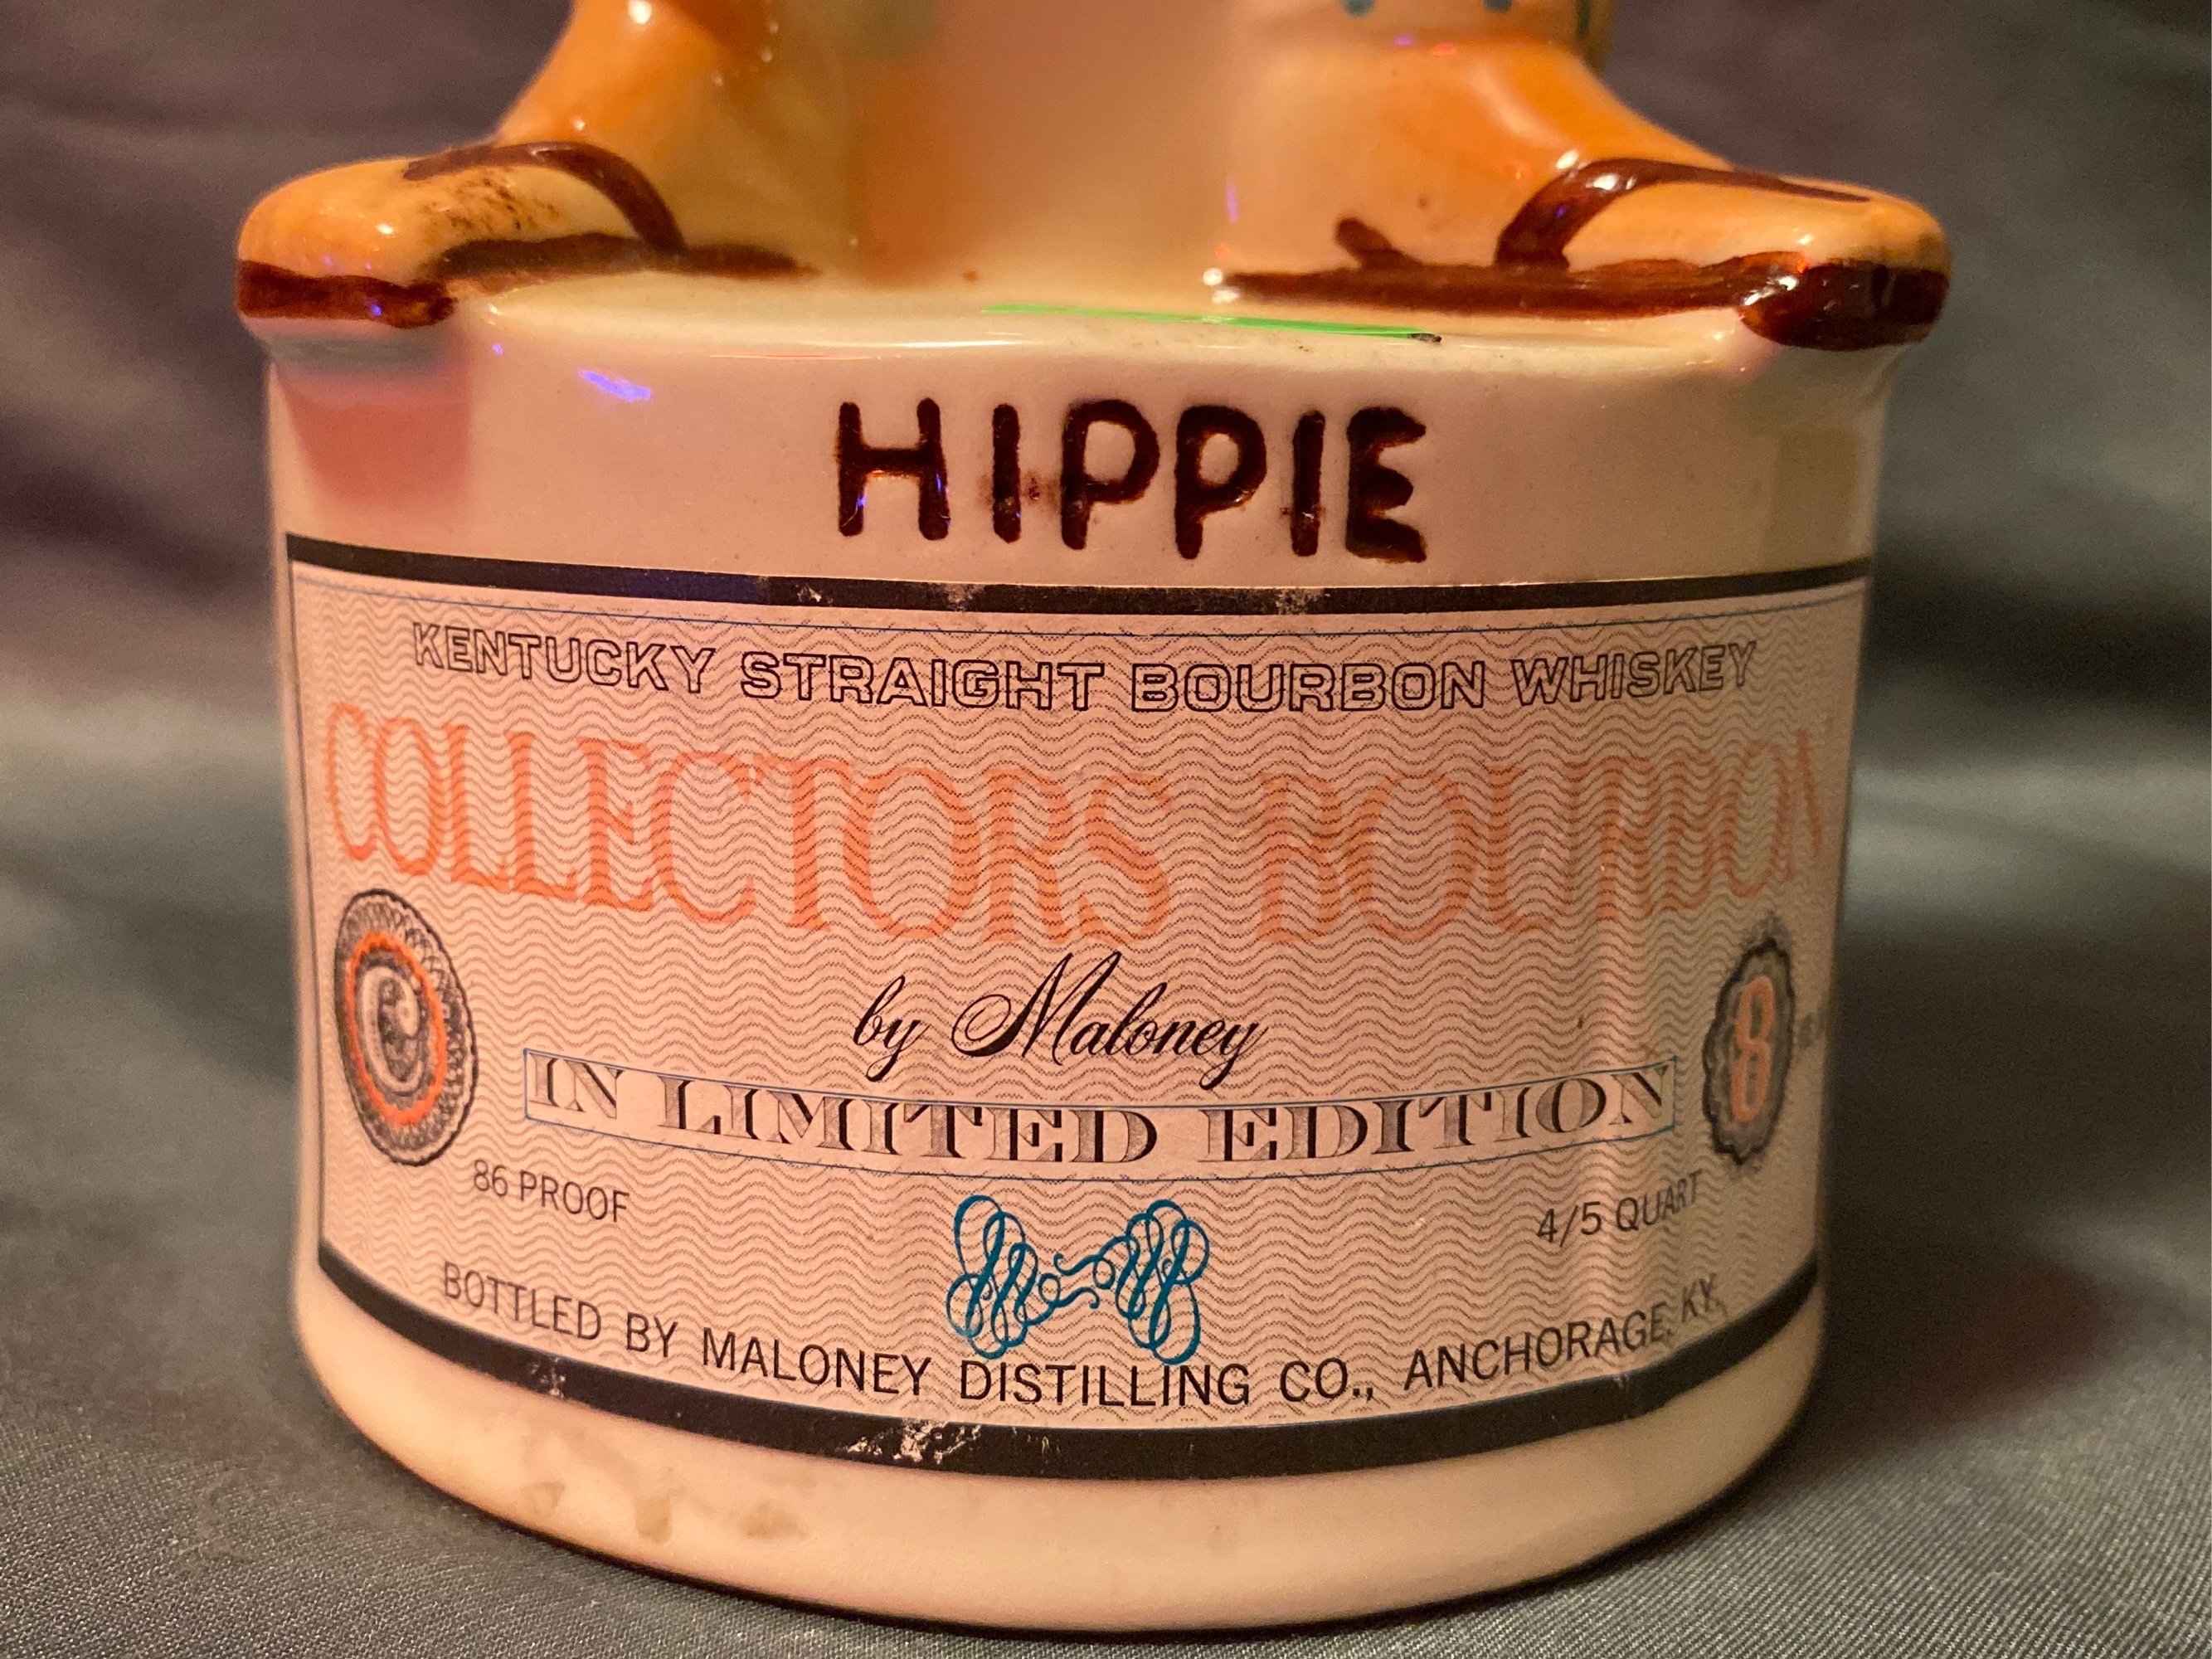 HIPPIE
KENTUCKY STRAIGHT BOURBON WHISKEY
COLLECTORS BOURBON
by Maloney
IN LIMITED EDITION
C
8
86 PROOF
4/5 QUART
BOTTLED BY MALONEY DISTILLING CO., ANCHORAGE, KY.